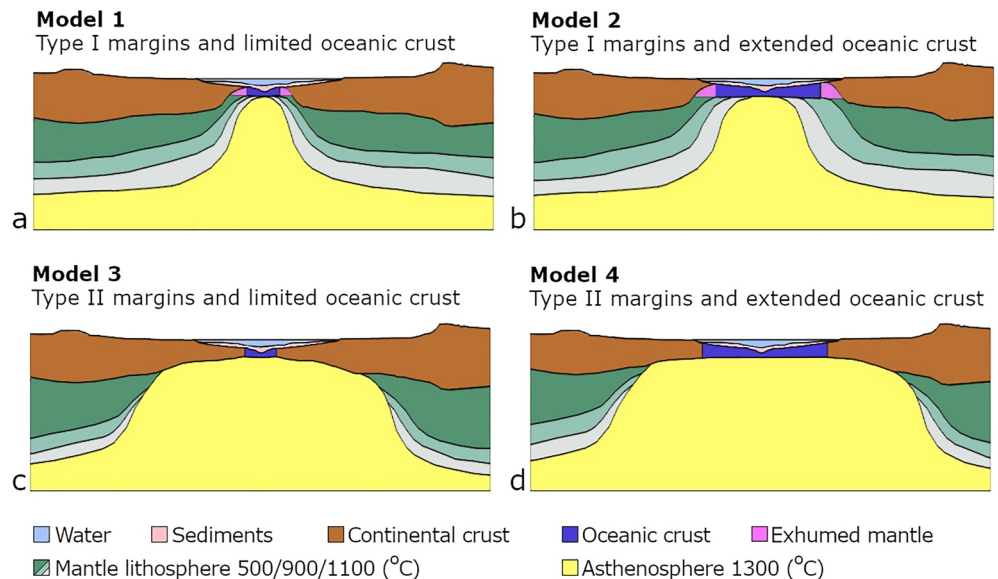 Model 1
Type I margins and limited oceanic crust
Model 2
Type I margins and extended oceanic crust
a
b
Model 3
Type II margins and limited oceanic crust
Model 4
Type II margins and extended oceanic crust
c
d
Water
Sediments
Continental crust
Oceanic crust
Exhumed mantle
Mantle lithosphere 500/900/1100 (°C)
Asthenosphere 1300 (°C)